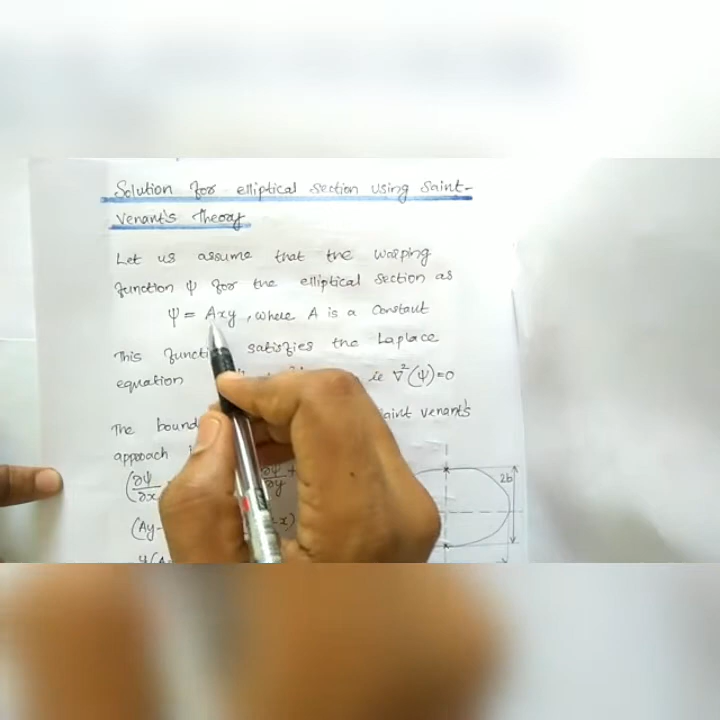 Solution for elliptical section using Saint-
Venant's Theory
Let us assume that the warping
function ψ for the elliptical section as
ψ = Axy, where A is a constant
This functi satisfies the Laplace
equation ie ∇²(ψ)=0
The bound aint venant's
approach
(∂ψ/∂x ∂ψ/∂y +
2b
(Ay- -x)